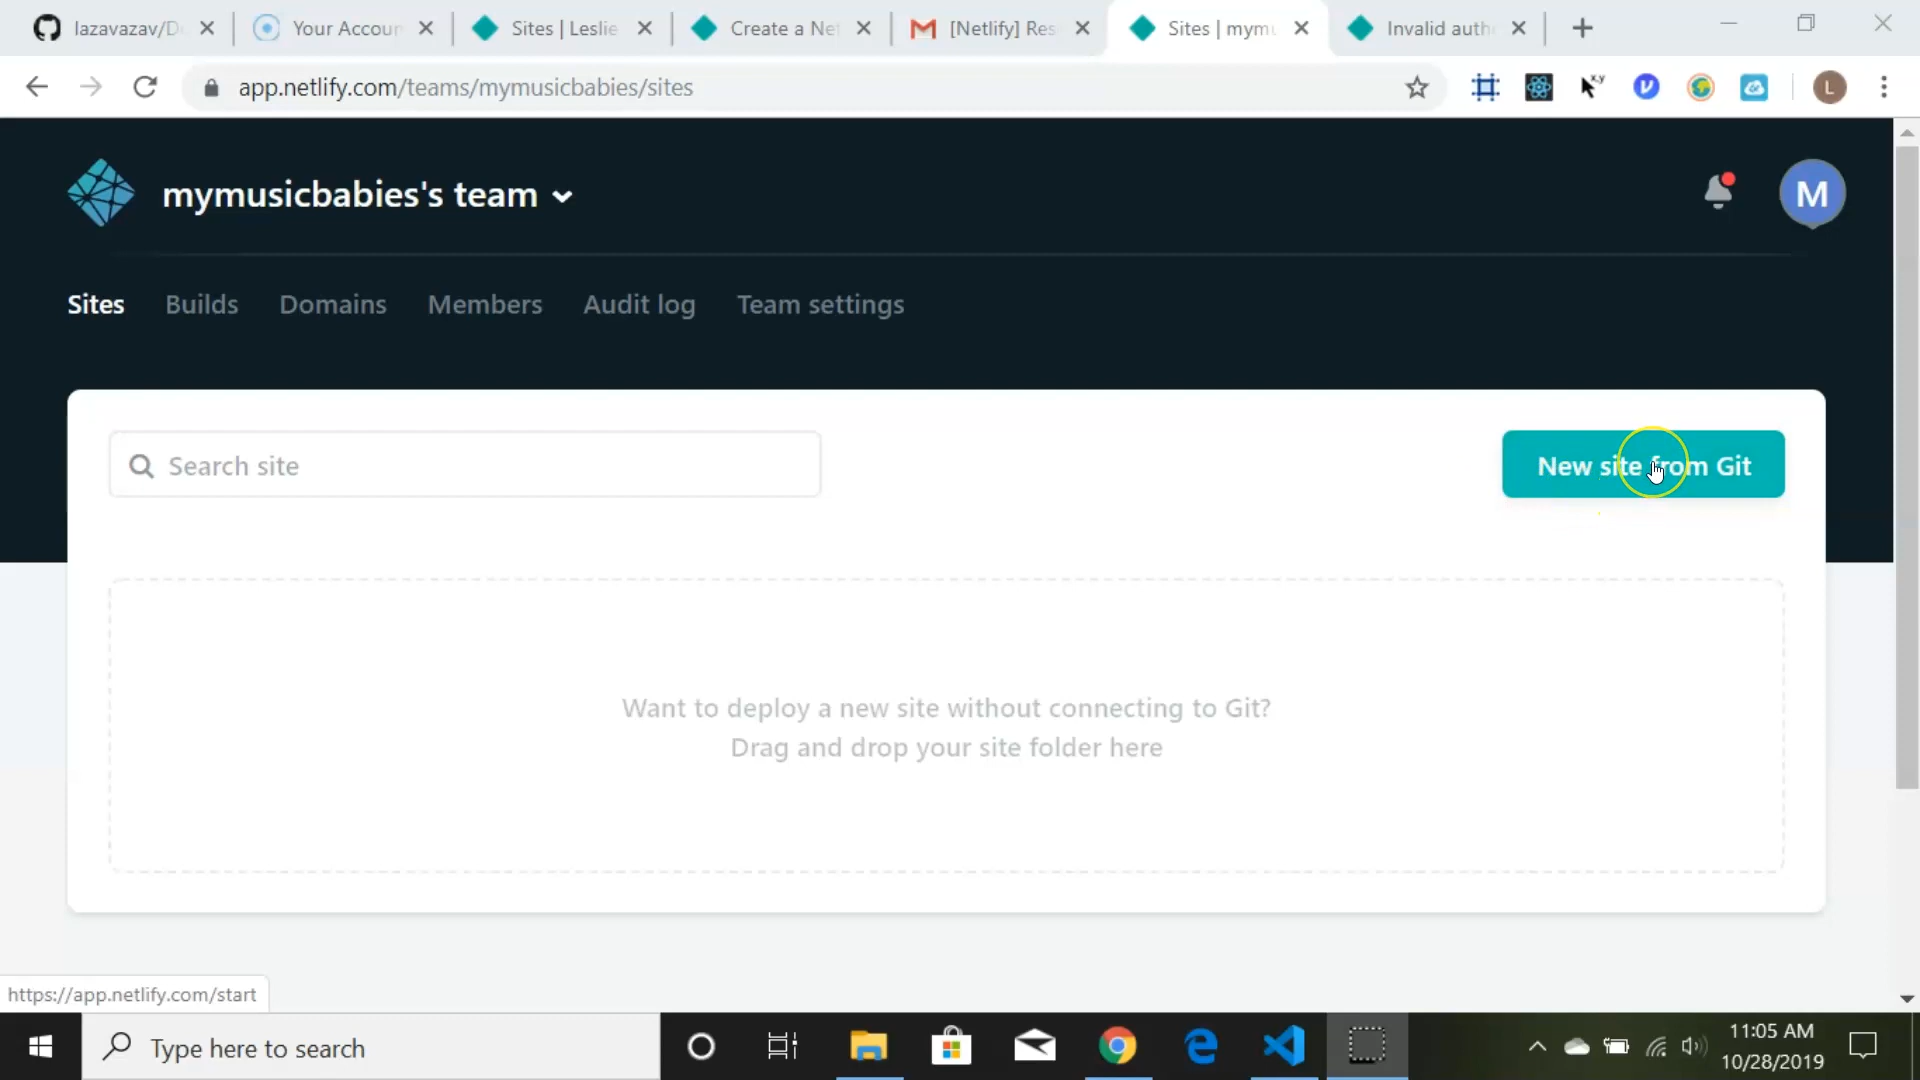 lazavazav/D
Your Accoun
Sites | Leslie
Create a Net
[Netlify] Res
Sites | mymu
Invalid auth
app.netlify.com/teams/mymusicbabies/sites
L
mymusicbabies's team
M
Sites
Builds
Domains
Members
Audit log
Team settings
Search site
New site from Git
Want to deploy a new site without connecting to Git?
Drag and drop your site folder here
https://app.netlify.com/start
Type here to search
11:05 AM
10/28/2019